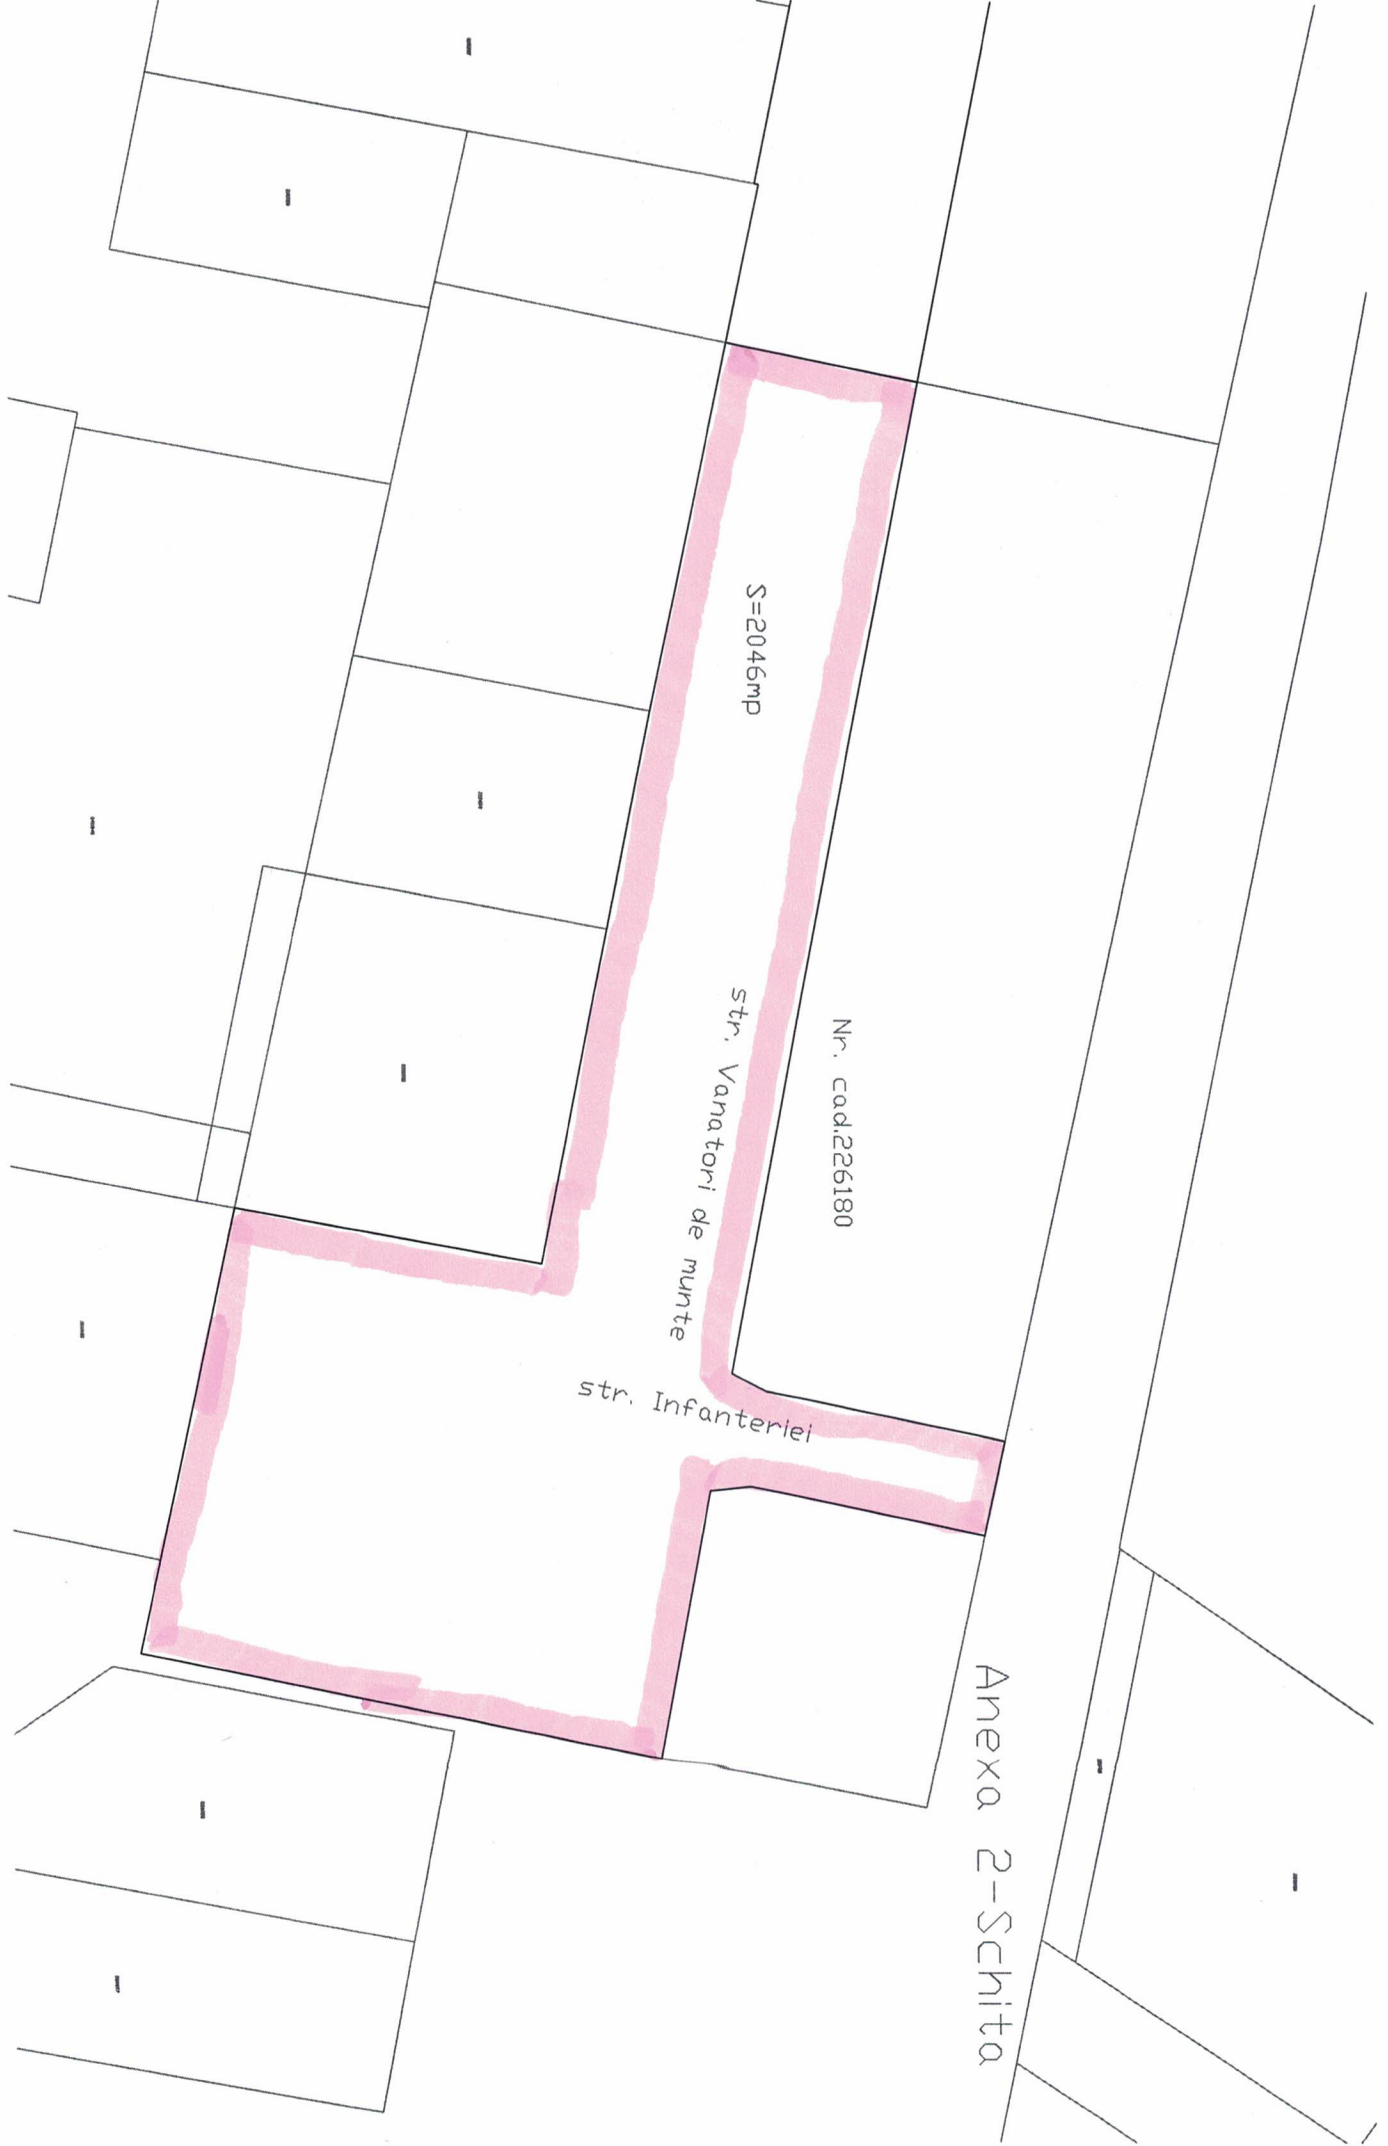 Anexa 2-Schita
Nr. cad.226180
S=2046mp
str. Vanatori de munte
str. Infanteriei